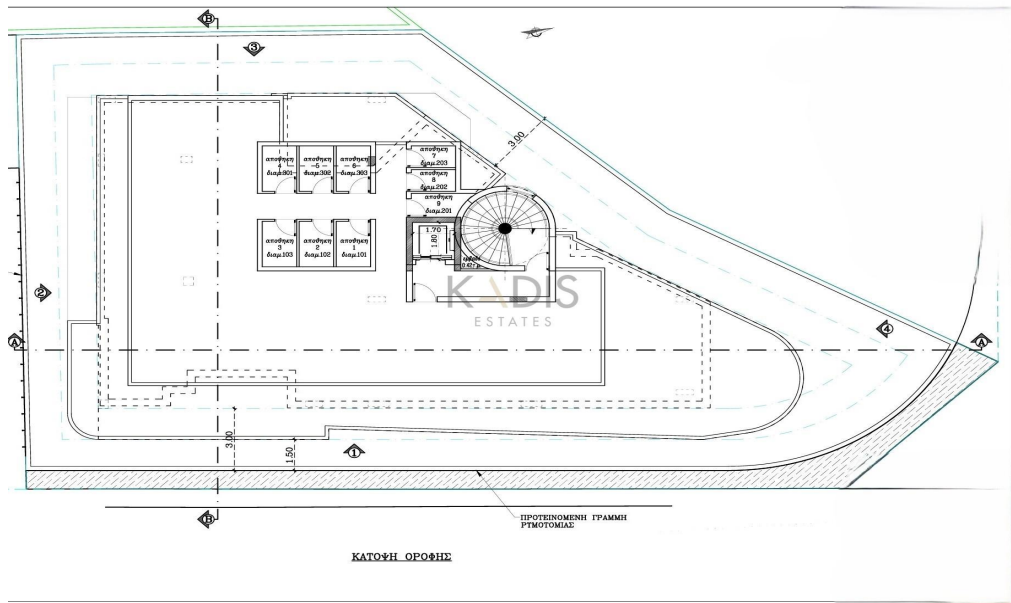 Β
3
3.00
αποθηκη
4
διαμ.301
αποθηκη
5
διαμ.302
αποθηκη
6
διαμ.303
αποθηκη
7
διαμ.203
αποθηκη
8
διαμ.202
αποθηκη
9
διαμ.201
αποθηκη
3
διαμ.103
αποθηκη
2
διαμ.102
αποθηκη
1
διαμ.101
1.70
1.80
2
KADIS
ESTATES
4
Α
Α
3.00
1.50
1
Β
ΠΡΟΤΕΙΝΟΜΕΝΗ ΓΡΑΜΜΗ
ΡΥΜΟΤΟΜΙΑΣ
ΚΑΤΟΨΗ ΟΡΟΦΗΣ